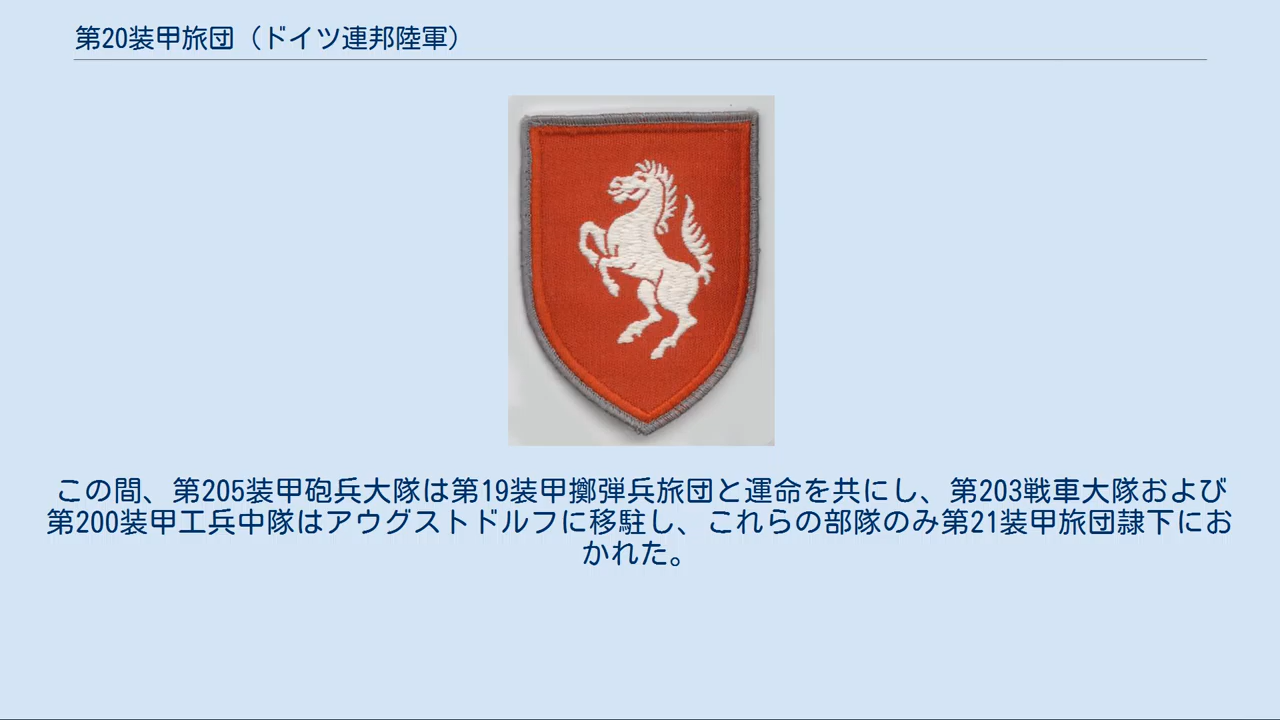 第20装甲旅団（ドイツ連邦陸軍）
この間、第205装甲砲兵大隊は第19装甲擲弾兵旅団と運命を共にし、第203戦車大隊および
第200装甲工兵中隊はアウグストドルフに移駐し、これらの部隊のみ第21装甲旅団隷下にお
かれた。